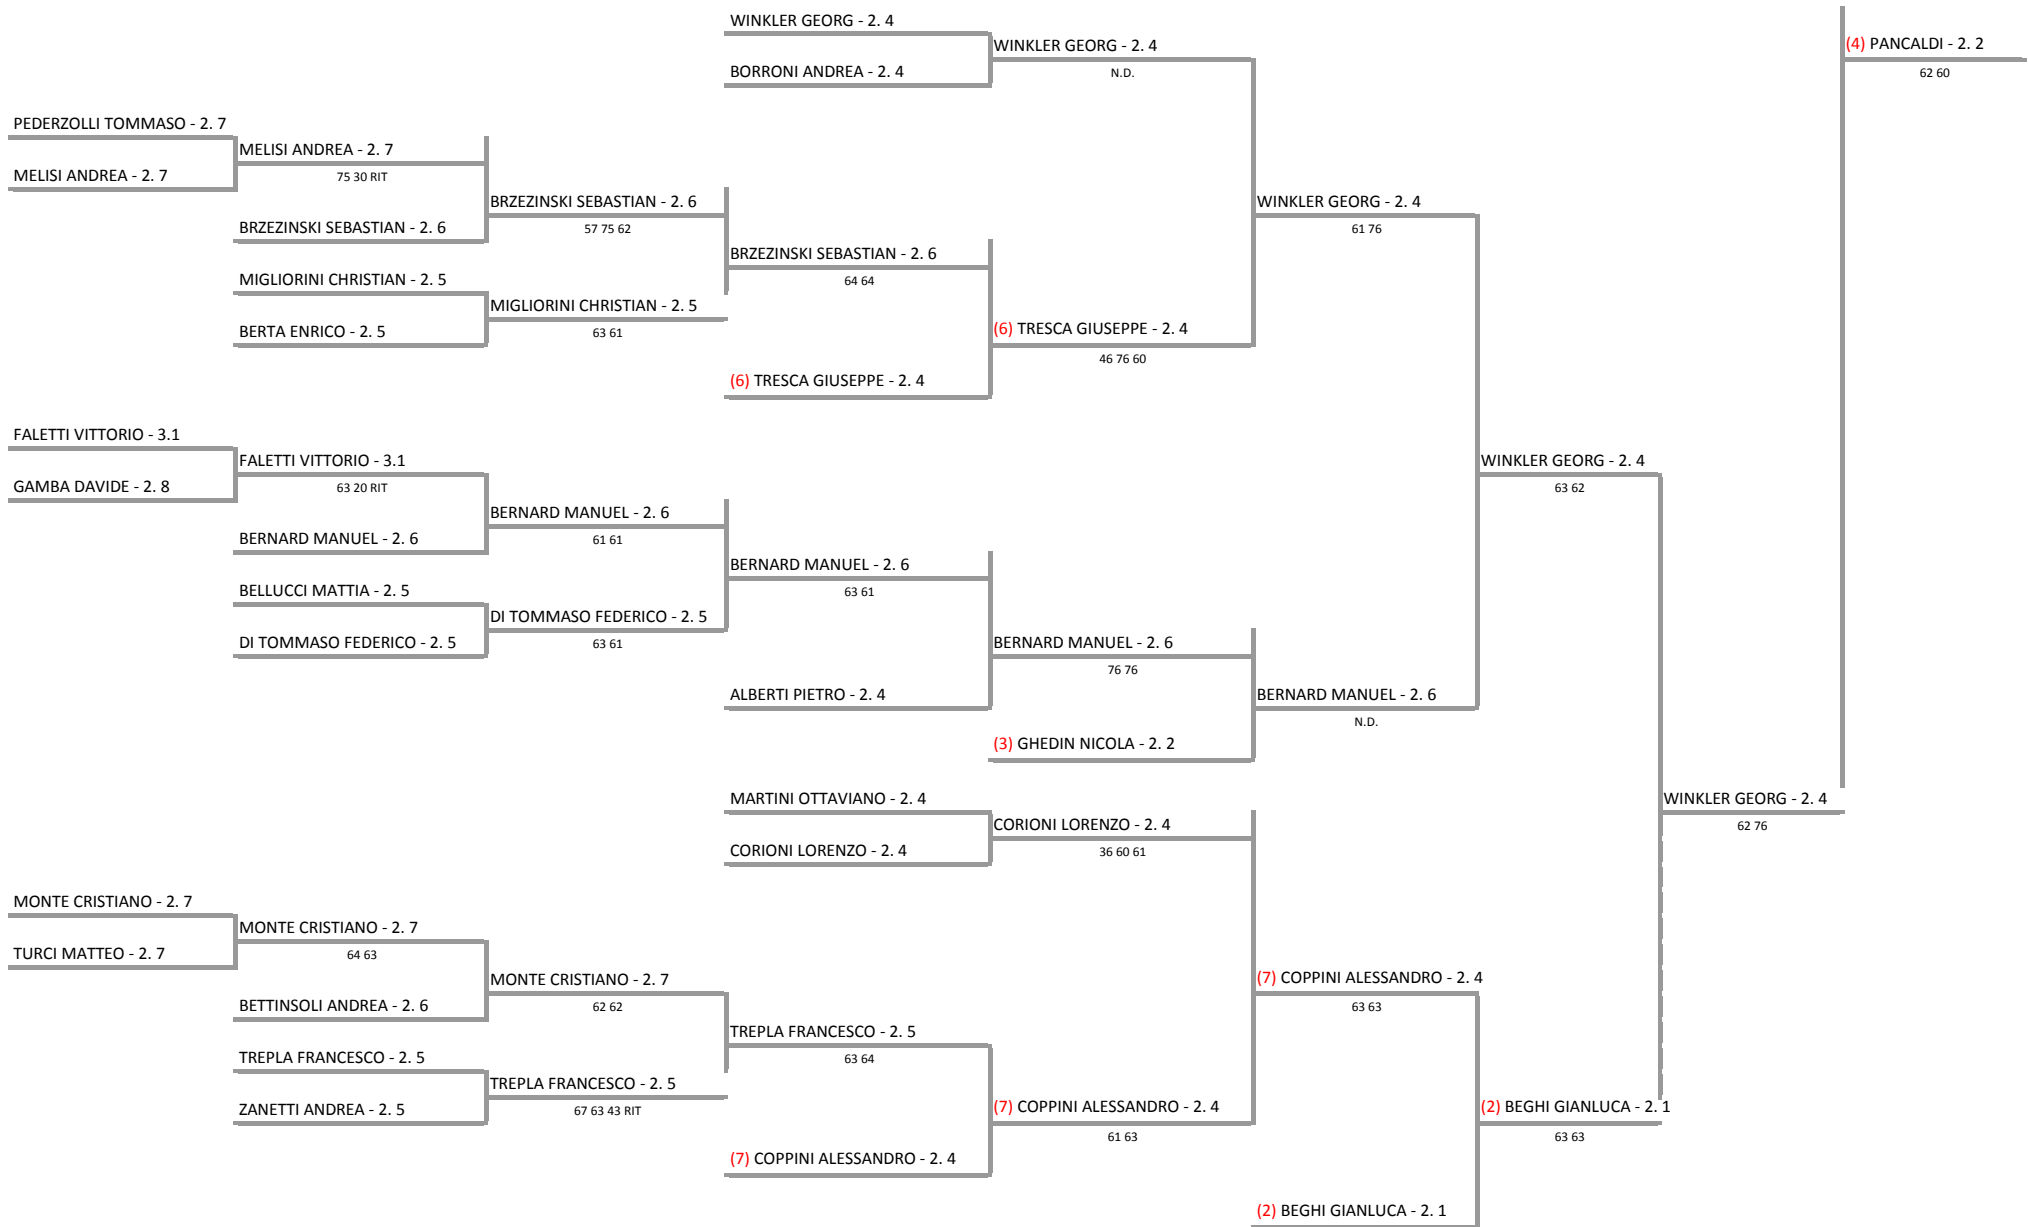 WINKLER GEORG - 2. 4
WINKLER GEORG - 2. 4
(4) PANCALDI - 2. 2
BORRONI ANDREA - 2. 4
N.D.
62 60
PEDERZOLLI TOMMASO - 2. 7
MELISI ANDREA - 2. 7
MELISI ANDREA - 2. 7
75 30 RIT
BRZEZINSKI SEBASTIAN - 2. 6
WINKLER GEORG - 2. 4
BRZEZINSKI SEBASTIAN - 2. 6
57 75 62
61 76
BRZEZINSKI SEBASTIAN - 2. 6
MIGLIORINI CHRISTIAN - 2. 5
64 64
MIGLIORINI CHRISTIAN - 2. 5
BERTA ENRICO - 2. 5
63 61
(6) TRESCA GIUSEPPE - 2. 4
46 76 60
(6) TRESCA GIUSEPPE - 2. 4
FALETTI VITTORIO - 3.1
FALETTI VITTORIO - 3.1
WINKLER GEORG - 2. 4
GAMBA DAVIDE - 2. 8
63 20 RIT
63 62
BERNARD MANUEL - 2. 6
BERNARD MANUEL - 2. 6
61 61
BERNARD MANUEL - 2. 6
BELLUCCI MATTIA - 2. 5
63 61
DI TOMMASO FEDERICO - 2. 5
DI TOMMASO FEDERICO - 2. 5
63 61
BERNARD MANUEL - 2. 6
76 76
ALBERTI PIETRO - 2. 4
BERNARD MANUEL - 2. 6
N.D.
(3) GHEDIN NICOLA - 2. 2
MARTINI OTTAVIANO - 2. 4
WINKLER GEORG - 2. 4
CORIONI LORENZO - 2. 4
62 76
CORIONI LORENZO - 2. 4
36 60 61
MONTE CRISTIANO - 2. 7
MONTE CRISTIANO - 2. 7
TURCI MATTEO - 2. 7
64 63
MONTE CRISTIANO - 2. 7
(7) COPPINI ALESSANDRO - 2. 4
BETTINSOLI ANDREA - 2. 6
62 62
63 63
TREPLA FRANCESCO - 2. 5
TREPLA FRANCESCO - 2. 5
63 64
TREPLA FRANCESCO - 2. 5
ZANETTI ANDREA - 2. 5
67 63 43 RIT
(7) COPPINI ALESSANDRO - 2. 4
(2) BEGHI GIANLUCA - 2. 1
61 63
63 63
(7) COPPINI ALESSANDRO - 2. 4
(2) BEGHI GIANLUCA - 2. 1